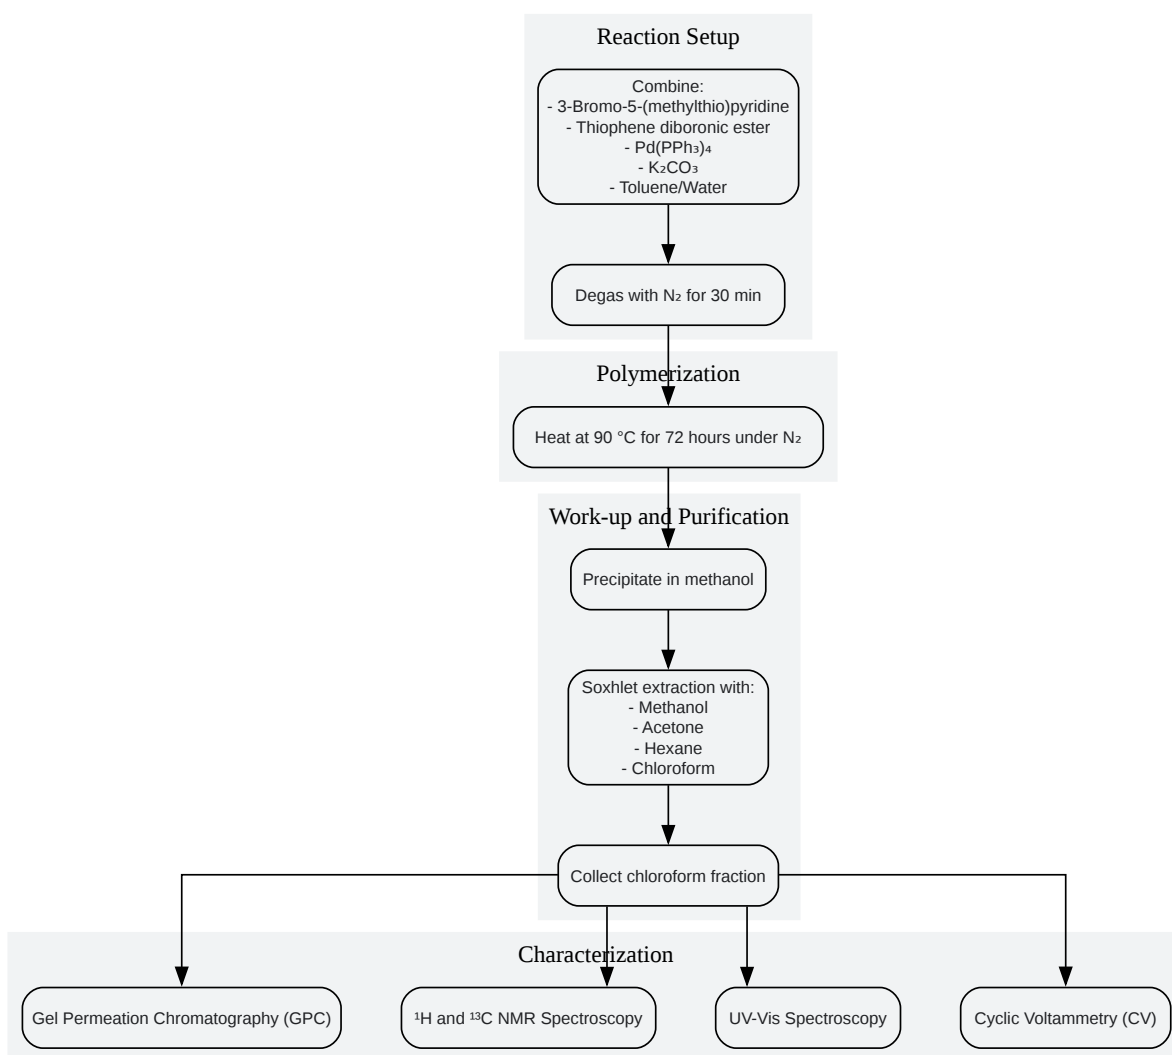 Reaction Setup
Combine:
- 3-Bromo-5-(methylthio)pyridine
- Thiophene diboronic ester
- Pd(PPh₃)₄
- K₂CO₃
- Toluene/Water
Degas with N₂ for 30 min
Polymerization
Heat at 90 °C for 72 hours under N₂
Work-up and Purification
Precipitate in methanol
Soxhlet extraction with:
- Methanol
- Acetone
- Hexane
- Chloroform
Collect chloroform fraction
Characterization
Gel Permeation Chromatography (GPC)
¹H and ¹³C NMR Spectroscopy
UV-Vis Spectroscopy
Cyclic Voltammetry (CV)